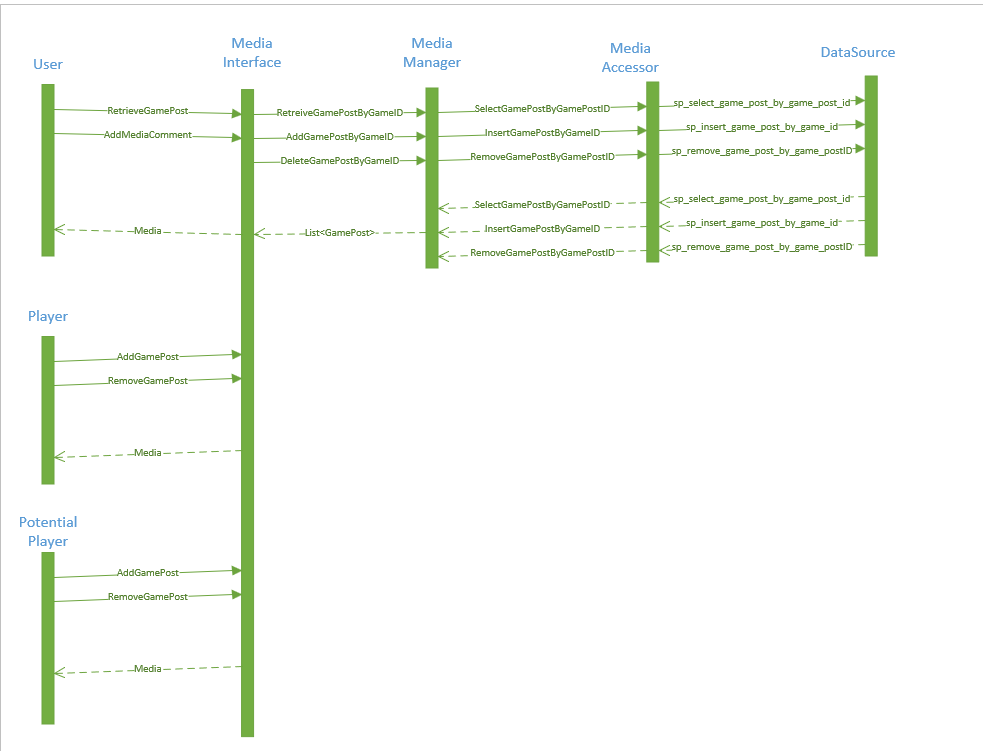 User
Media
Interface
Media
Manager
Media
Accessor
DataSource
RetrieveGamePost
RetreiveGamePostByGameID
SelectGamePostByGamePostID
sp_select_game_post_by_game_post_id
AddMediaComment
AddGamePostByGameID
InsertGamePostByGameID
sp_insert_game_post_by_game_id
DeleteGamePostByGameID
RemoveGamePostByGamePostID
sp_remove_game_post_by_game_postID
SelectGamePostByGamePostID
sp_select_game_post_by_game_post_id
Media
List<GamePost>
InsertGamePostByGameID
sp_insert_game_post_by_game_id
RemoveGamePostByGamePostID
sp_remove_game_post_by_game_postID
Player
AddGamePost
RemoveGamePost
Media
Potential
Player
AddGamePost
RemoveGamePost
Media